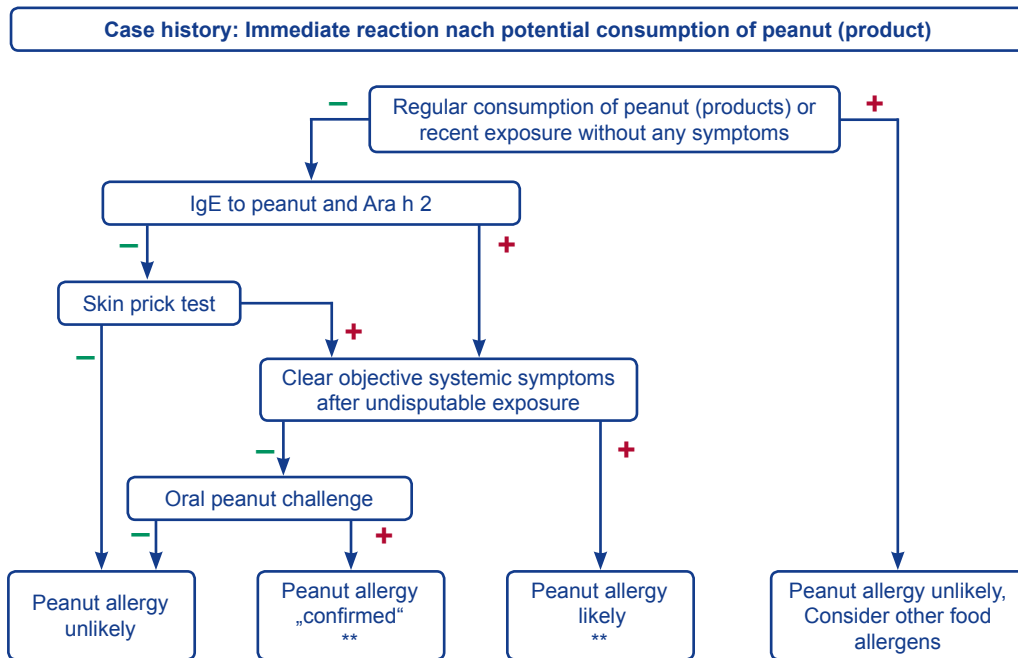 Case history: Immediate reaction nach potential consumption of peanut (product)
–
+
Regular consumption of peanut (products) or
recent exposure without any symptoms
IgE to peanut and Ara h 2
–
+
Skin prick test
–
+
Clear objective systemic symptoms
after undisputable exposure
–
+
Oral peanut challenge
–
+
Peanut allergy
unlikely
Peanut allergy
„confirmed“
**
Peanut allergy
likely
**
Peanut allergy unlikely,
Consider other food
allergens